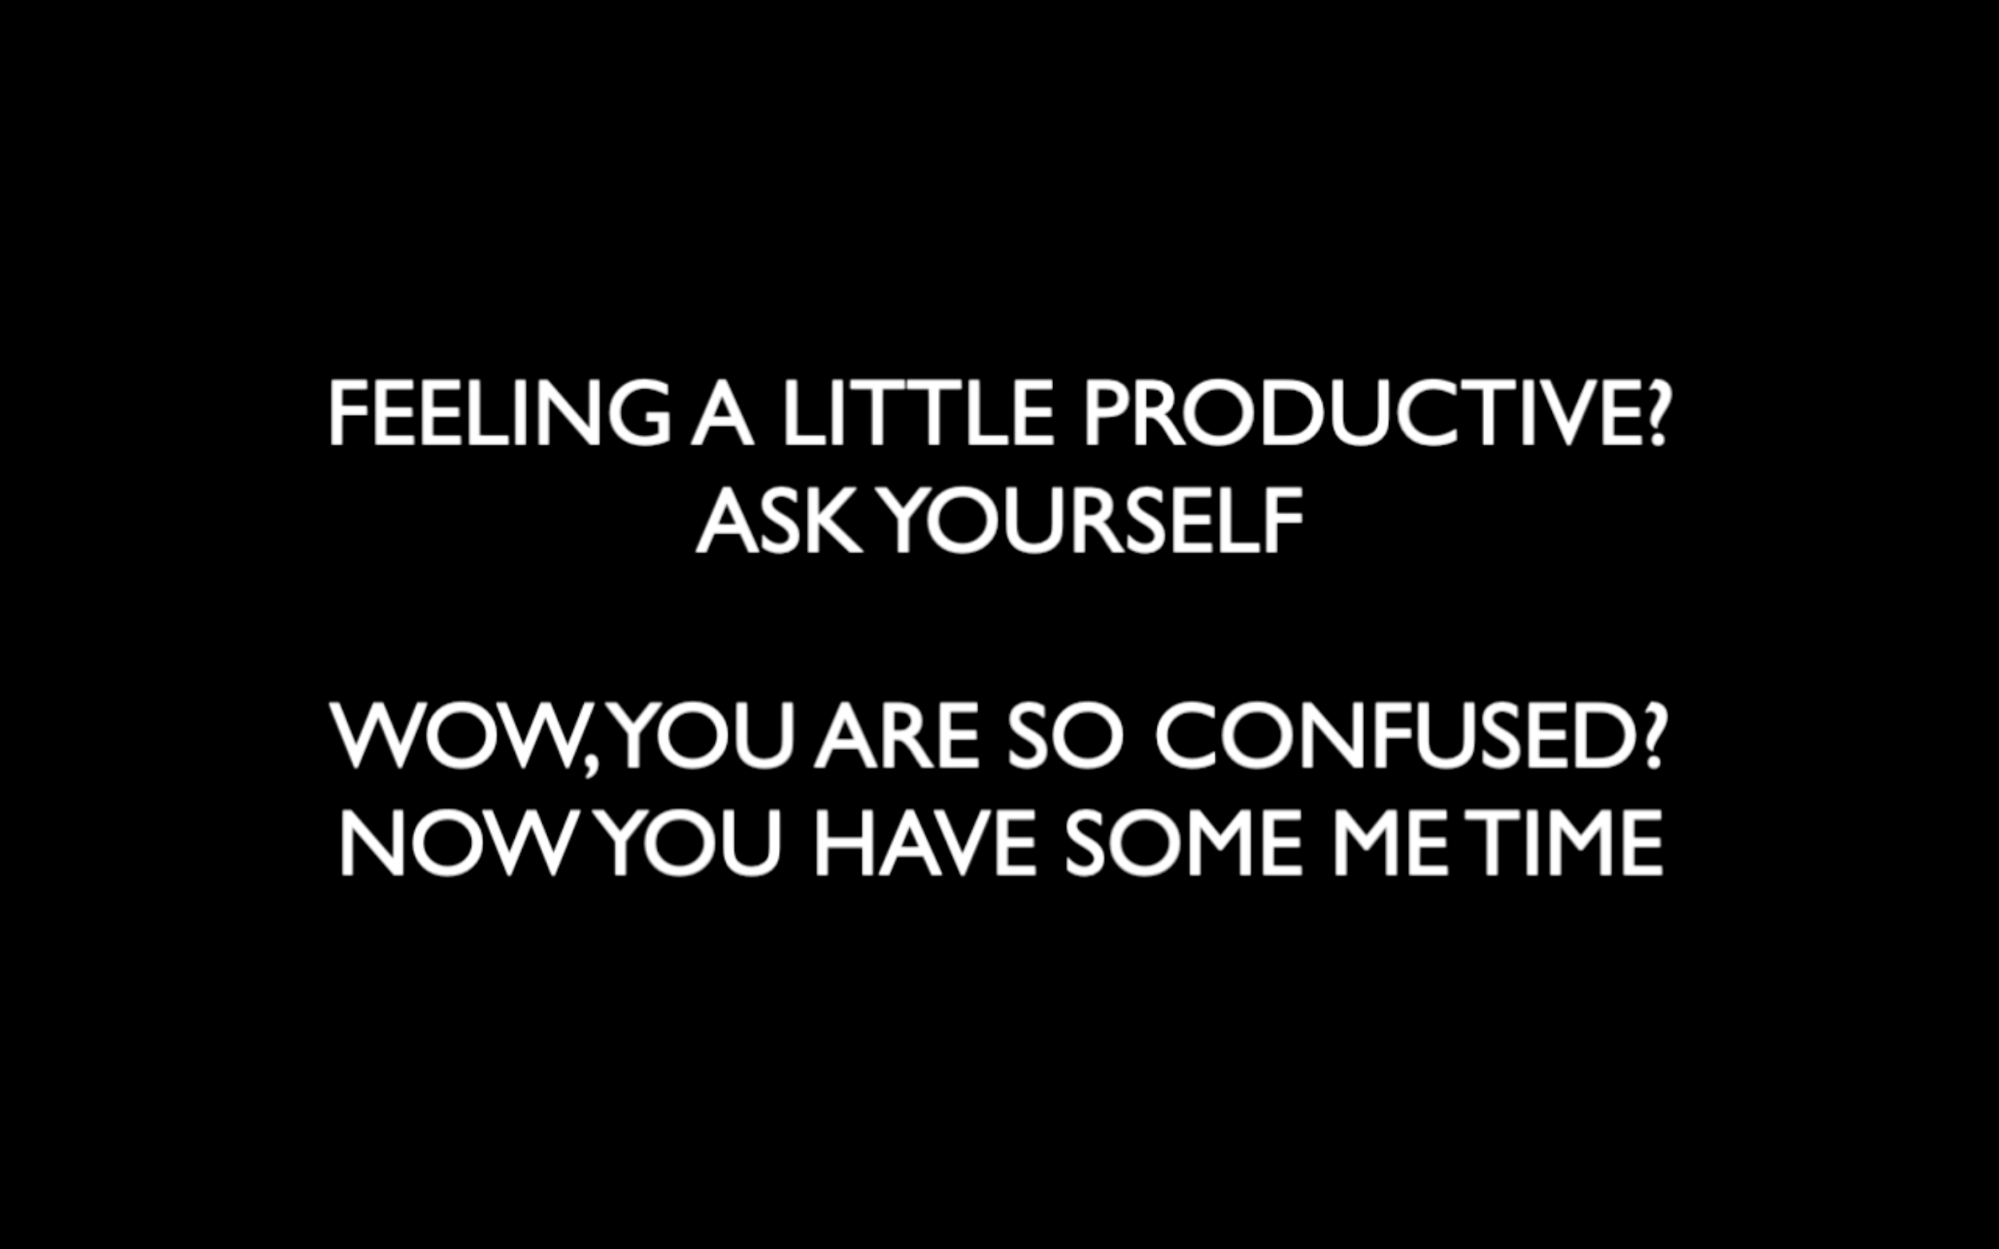 FEELING A LITTLE PRODUCTIVE?
ASK YOURSELF
WOW, YOU ARE SO CONFUSED?
NOW YOU HAVE SOME ME TIME